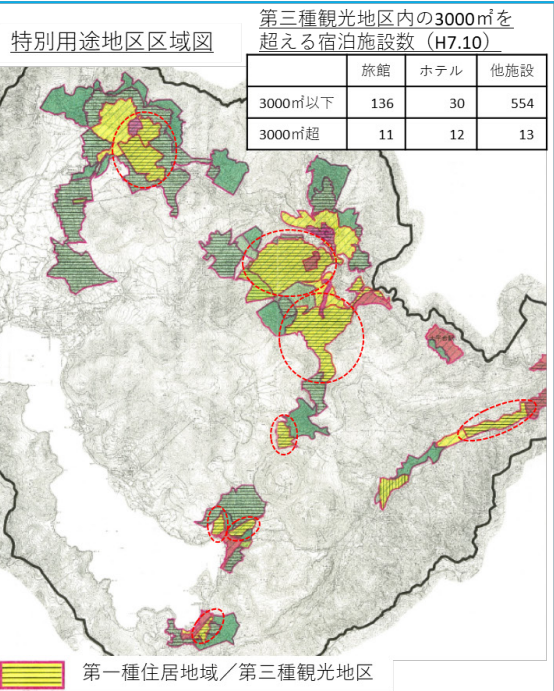 特別用途地区区域図
第三種観光地区内の3000㎡を
超える宿泊施設数（H7.10）
旅館 ホテル 他施設
3000㎡以下 136 30 554
3000㎡超 11 12 13
第一種住居地域／第三種観光地区